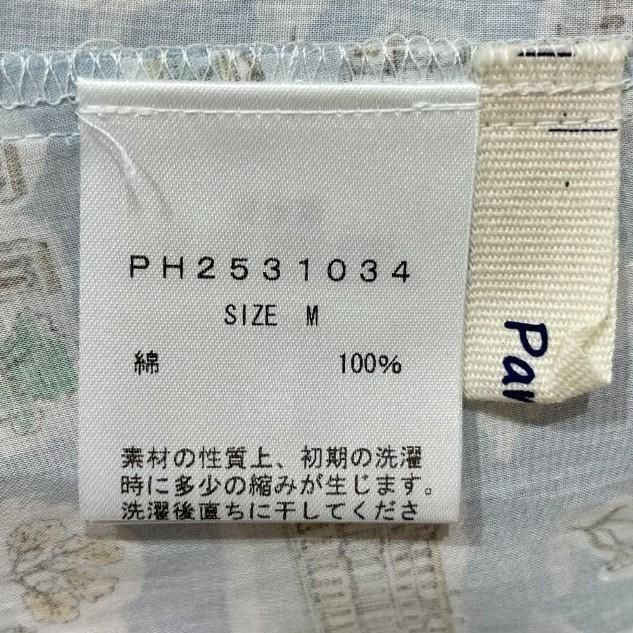 PH2531034
SIZE M
綿 100%
素材の性質上、初期の洗濯
時に多少の縮みが生じます。
洗濯後直ちに干してくださ
Par